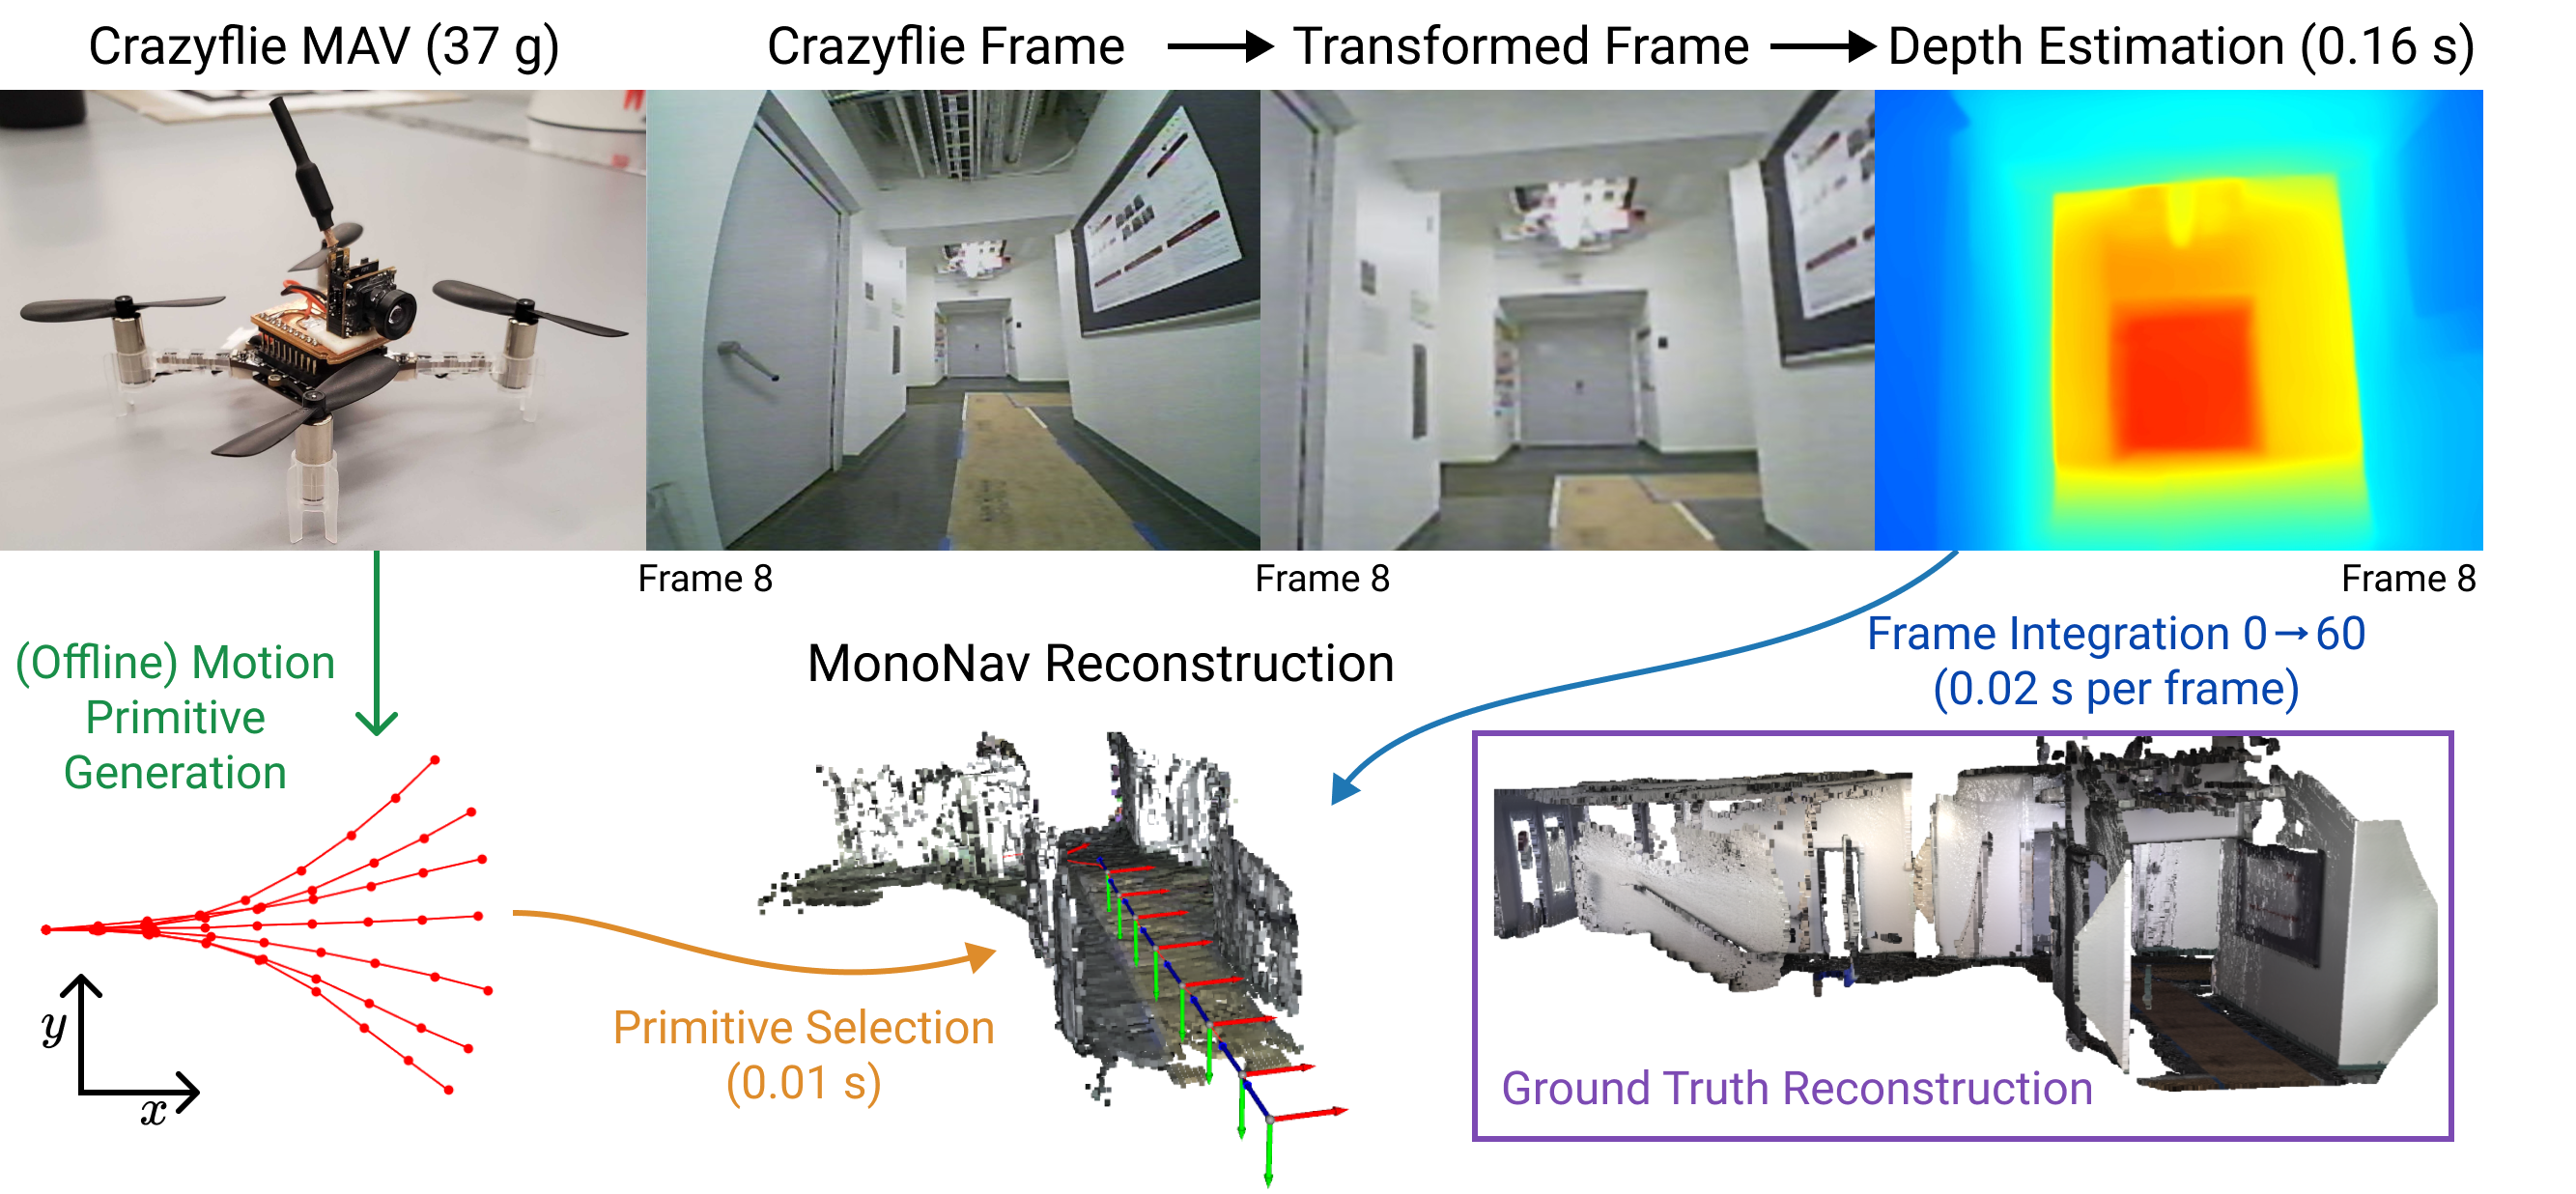 Crazyflie MAV (37 g)
Crazyflie Frame → Transformed Frame → Depth Estimation (0.16 s)
Frame 8
Frame 8
Frame 8
(Offline) Motion
Primitive
Generation
MonoNav Reconstruction
Frame Integration 0→60
(0.02 s per frame)
y
x
Primitive Selection
(0.01 s)
Ground Truth Reconstruction